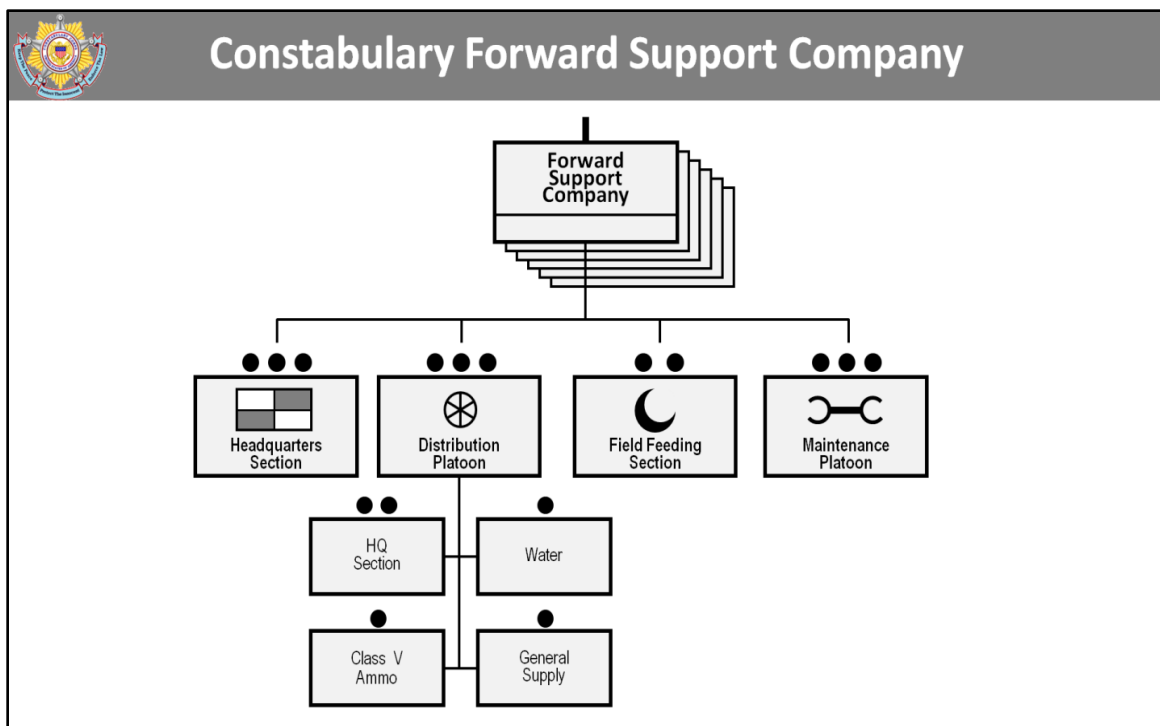 Constabulary Forward Support Company
Forward
Support
Company
Headquarters
Section
Distribution
Platoon
Field Feeding
Section
Maintenance
Platoon
HQ
Section
Water
Class V
Ammo
General
Supply